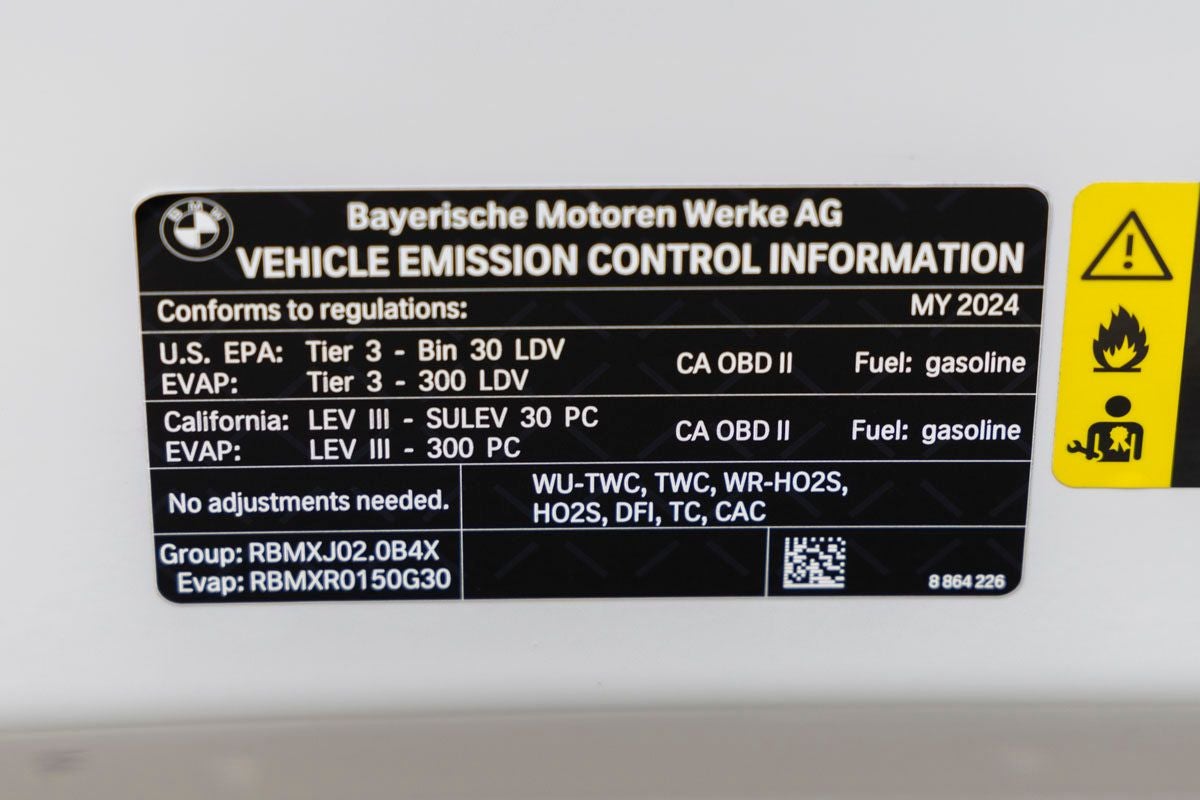 BMW
Bayerische Motoren Werke AG
VEHICLE EMISSION CONTROL INFORMATION
Conforms to regulations: MY 2024
U.S. EPA: Tier 3 - Bin 30 LDV CA OBD II Fuel: gasoline
EVAP: Tier 3 - 300 LDV
California: LEV III - SULEV 30 PC CA OBD II Fuel: gasoline
EVAP: LEV III - 300 PC
No adjustments needed.
WU-TWC, TWC, WR-HO2S,
HO2S, DFI, TC, CAC
Group: RBMXJ02.0B4X
Evap: RBMXR0150G30
8 864 226